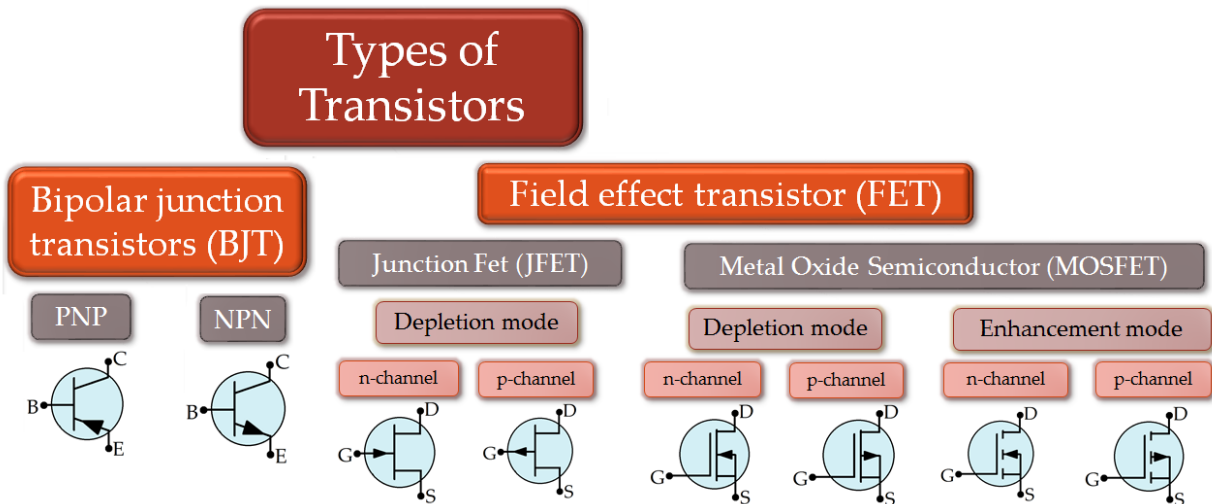 Types of
Transistors
Bipolar junction
transistors (BJT)
Field effect transistor (FET)
Junction Fet (JFET)
Metal Oxide Semiconductor (MOSFET)
PNP
NPN
Depletion mode
Depletion mode
Enhancement mode
n-channel
p-channel
n-channel
p-channel
n-channel
p-channel
C
B
E
C
B
E
D
G
S
D
G
S
D
G
S
D
G
S
D
G
S
D
G
S